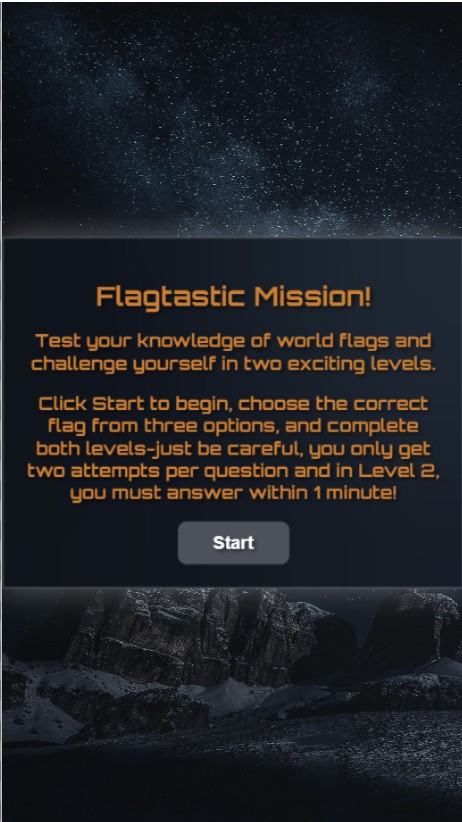 Flagtastic Mission!
Test your knowledge of world flags and
challenge yourself in two exciting levels.
Click Start to begin, choose the correct
flag from three options, and complete
both levels-just be careful, you only get
two attempts per question and in Level 2,
you must answer within 1 minute!
Start